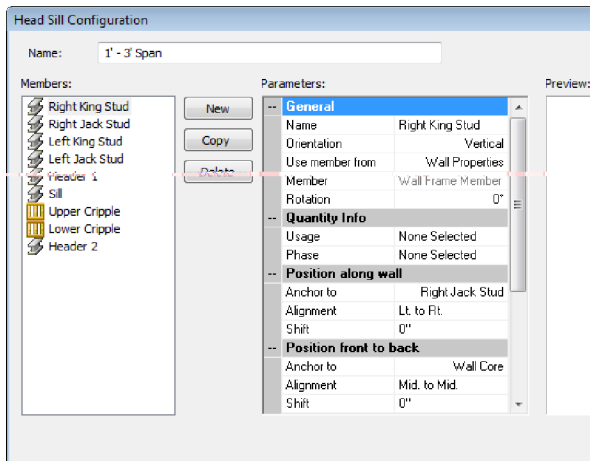 Head Sill Configuration
Name: 1' - 3' Span
Members:
Right King Stud
Right Jack Stud
Left King Stud
Left Jack Stud
Header 1
Sill
Upper Cripple
Lower Cripple
Header 2
New
Copy
Delete
Parameters:
-- General
Name Right King Stud
Orientation Vertical
Use member from Wall Properties
Member Wall Frame Member
Rotation 0°
-- Quantity Info
Usage None Selected
Phase None Selected
-- Position along wall
Anchor to Right Jack Stud
Alignment Lt. to Rt.
Shift 0"
-- Position front to back
Anchor to Wall Core
Alignment Mid. to Mid.
Shift 0"
Preview: